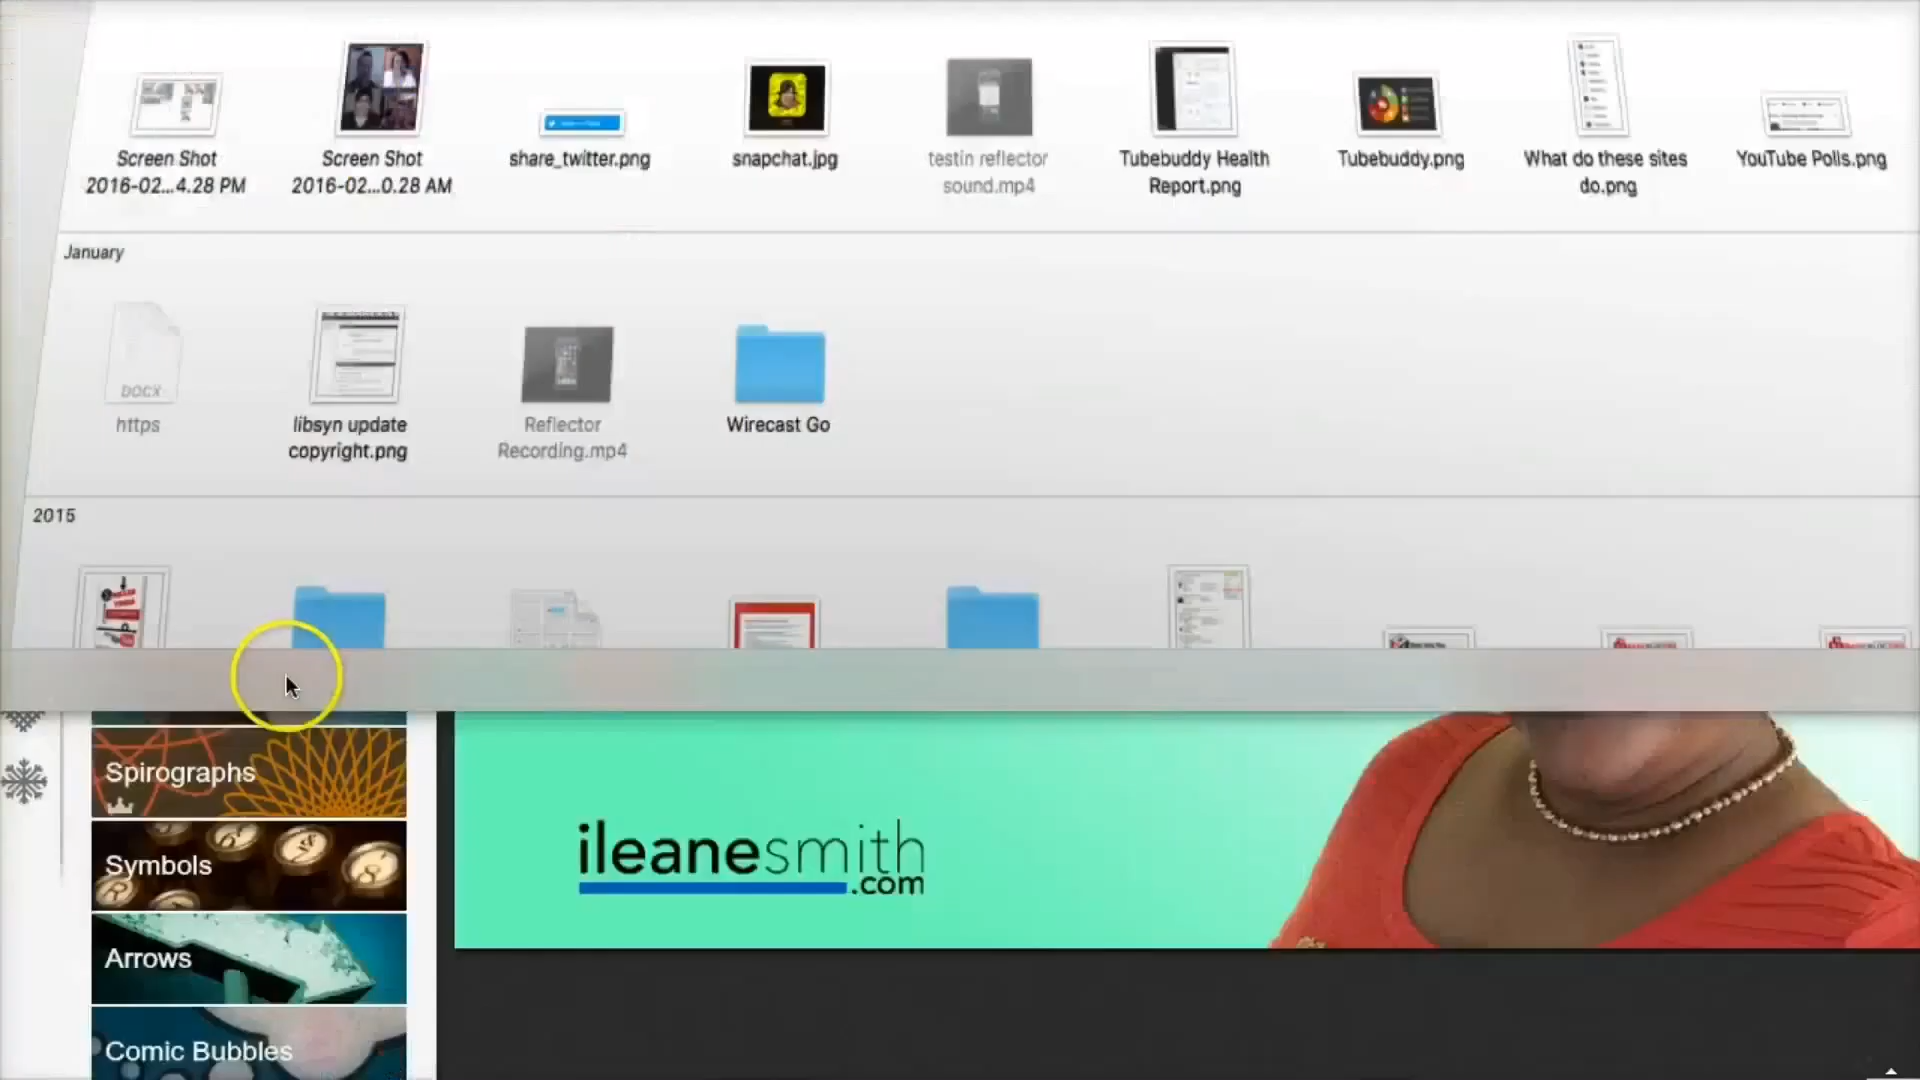 Screen Shot
2016-02...4.28 PM
Screen Shot
2016-02...0.28 AM
share_twitter.png
snapchat.jpg
testin reflector
sound.mp4
Tubebuddy Health
Report.png
Tubebuddy.png
What do these sites
do.png
YouTube Polls.png
January
DOCX
https
libsyn update
copyright.png
Reflector
Recording.mp4
Wirecast Go
2015
Spirographs
Symbols
Arrows
Comic Bubbles
ileanesmith
.com